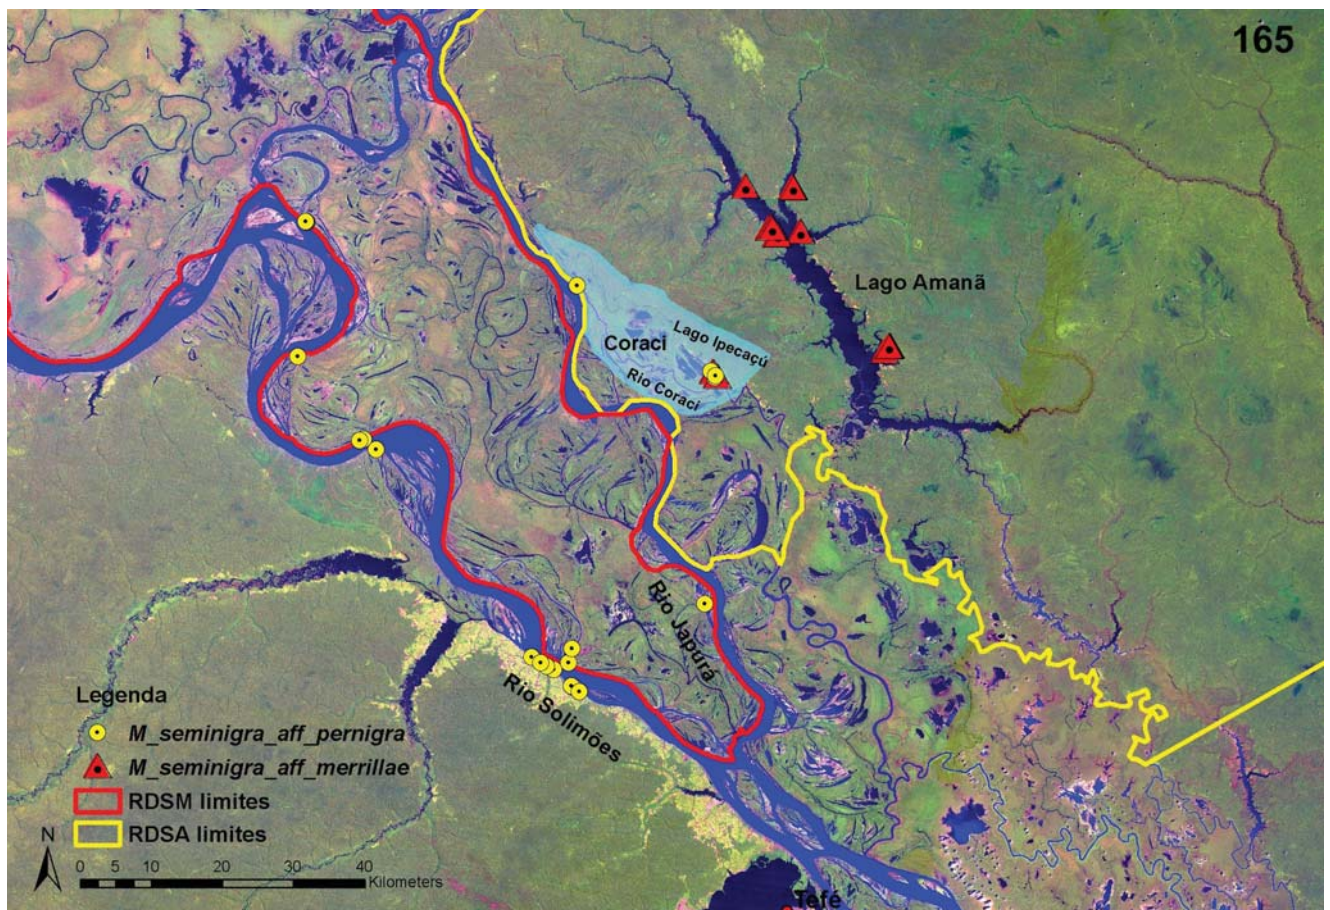 165
Lago Amanã
Coraci
Lago Ipecaçú
Rio Coraci
Rio Japurá
Rio Solimões
Legenda
M_seminigra_aff_pernigra
M_seminigra_aff_merrillae
RDSM limites
RDSA limites
N
0 5 10 20 30 40
Kilometers
Tefé